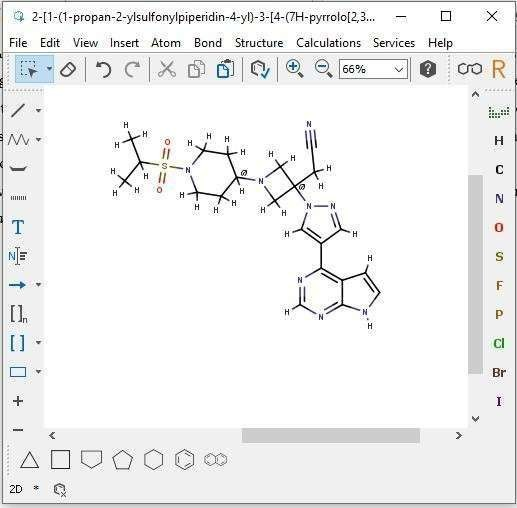 2-[1-(1-propan-2-ylsulfonylpiperidin-4-yl)-3-[4-(7H-pyrrolo[2,3...
File Edit View Insert Atom Bond Structure Calculations Services Help
66%
?
R
H
C
N
O
S
F
P
Cl
Br
I
T
N
[ ]n
[ ]
H
H
H
H
H
H
H
O
S
O
H
H
H
H
N
H
H
H
H
H
ø
H
H
N
H
H
ø
N
H
H
N
N
H
H
H
N
H
N
N
H
2D *